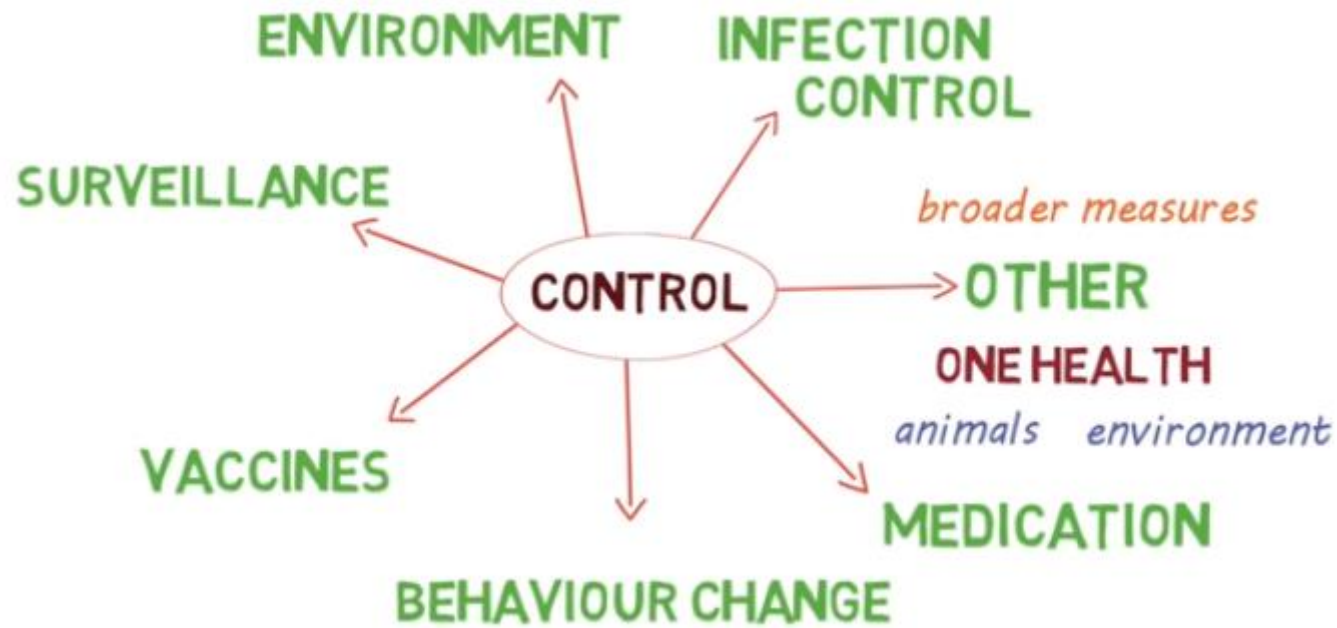 ENVIRONMENT
INFECTION
CONTROL
SURVEILLANCE
broader measures
CONTROL
OTHER
ONE HEALTH
animals environment
VACCINES
MEDICATION
BEHAVIOUR CHANGE